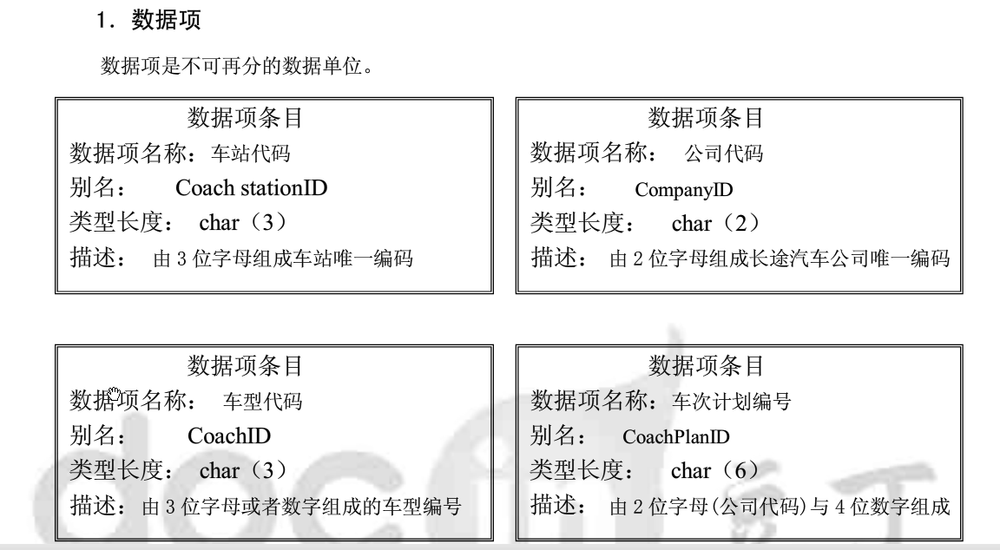 1. 数据项
数据项是不可再分的数据单位。
数据项条目
数据项名称：车站代码
别名： Coach stationID
类型长度： char（3）
描述： 由 3 位字母组成车站唯一编码
数据项条目
数据项名称： 公司代码
别名： CompanyID
类型长度： char（2）
描述： 由 2 位字母组成长途汽车公司唯一编码
数据项条目
数据项名称： 车型代码
别名： CoachID
类型长度： char（3）
描述：由 3 位字母或者数字组成的车型编号
数据项条目
数据项名称：车次计划编号
别名： CoachPlanID
类型长度： char（6）
描述： 由 2 位字母(公司代码)与 4 位数字组成